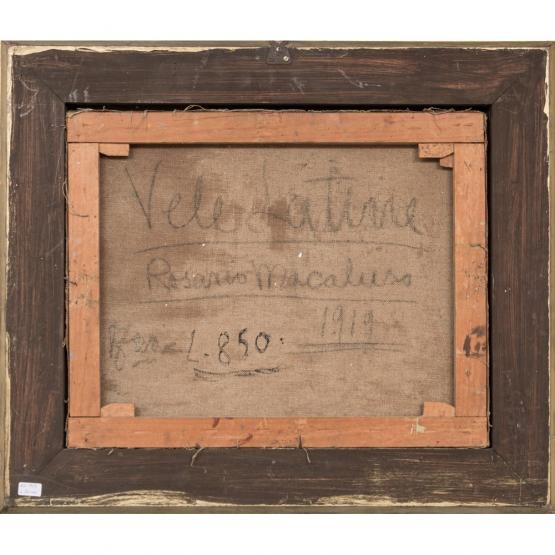 Vele Latine
Rosario Macaluso
1919
L. 850.